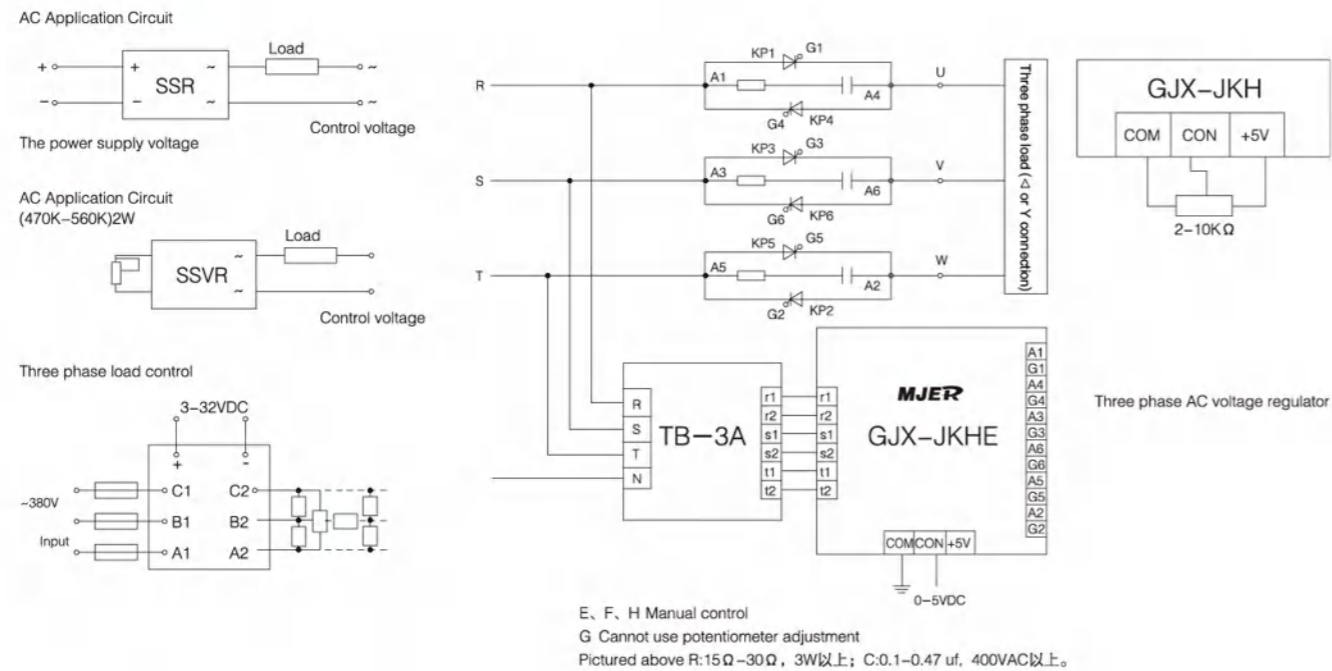 AC Application Circuit
Load
+
+
~
~
SSR
−
−
~
~
Control voltage
The power supply voltage
AC Application Circuit
(470K−560K)2W
Load
~
SSVR
~
Control voltage
Three phase load control
3−32VDC
+
-
~380V
C1
C2
B1
B2
Input
A1
A2
R
A1
KP1
G1
A4
G4
KP4
U
S
A3
KP3
G3
A6
G6
KP6
V
T
A5
KP5
G5
A2
G2
KP2
W
Three phase load (△ or Y connection)
GJX−JKH
COM
CON
+5V
2−10KΩ
R
S
T
N
TB−3A
r1
r2
s1
s2
t1
t2
r1
r2
s1
s2
t1
t2
MJER
GJX−JKHE
A1
G1
A4
G4
A3
G3
A6
G6
A5
G5
A2
G2
COM
CON
+5V
0−5VDC
Three phase AC voltage regulator
E、F、H Manual control
G Cannot use potentiometer adjustment
Pictured above R:15Ω−30Ω，3W以上；C:0.1−0.47 uf, 400VAC以上。